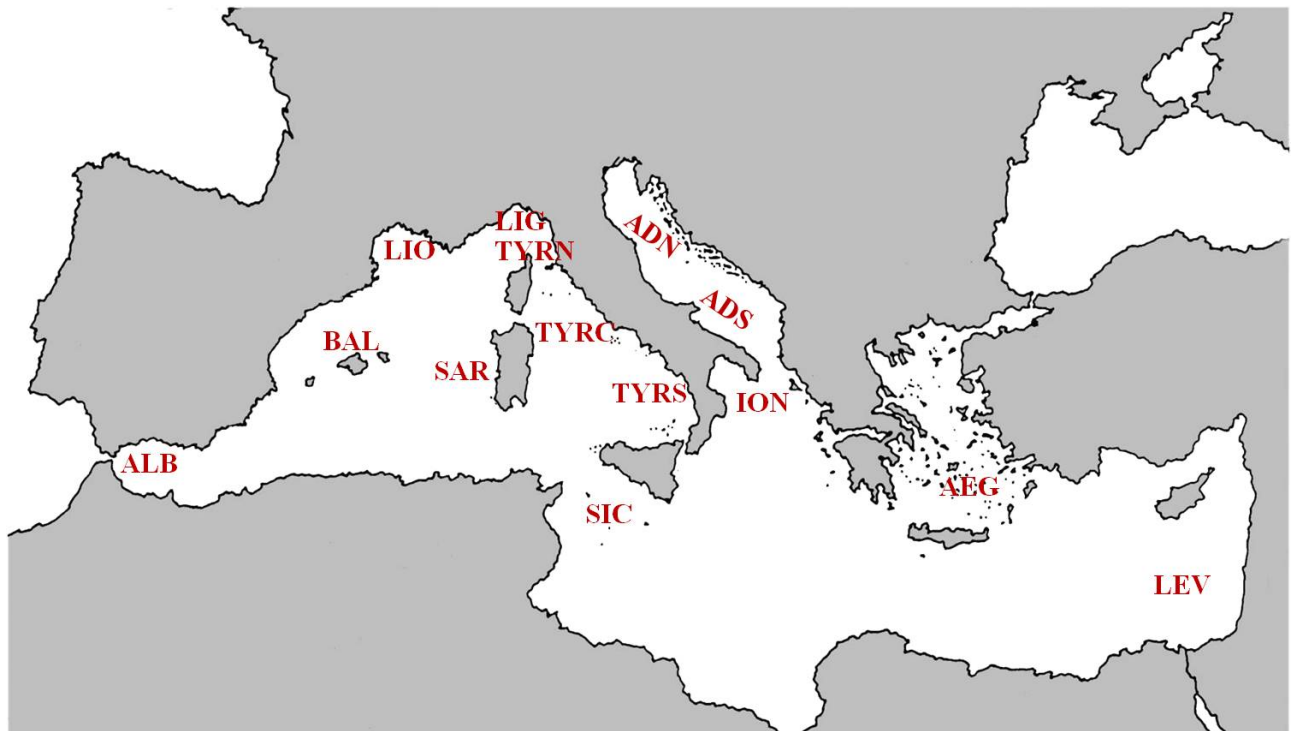 LIG
ADN
LIO
TYRN
ADS
TYRC
BAL
SAR
TYRS
ION
ALB
AEG
SIC
LEV